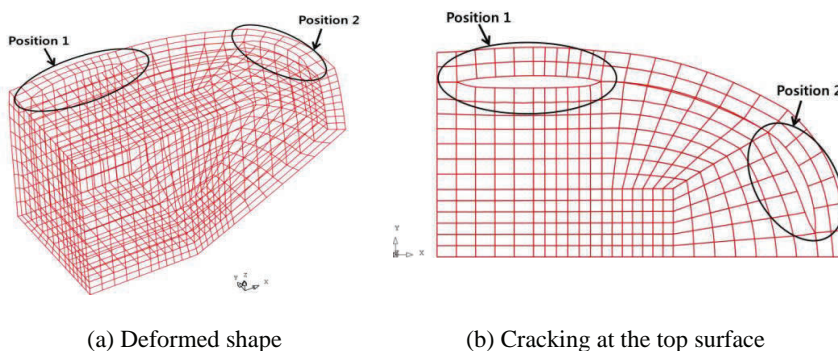 Position 1
Position 2
Y Z X
(a) Deformed shape
Position 1
Position 2
Y
X
(b) Cracking at the top surface